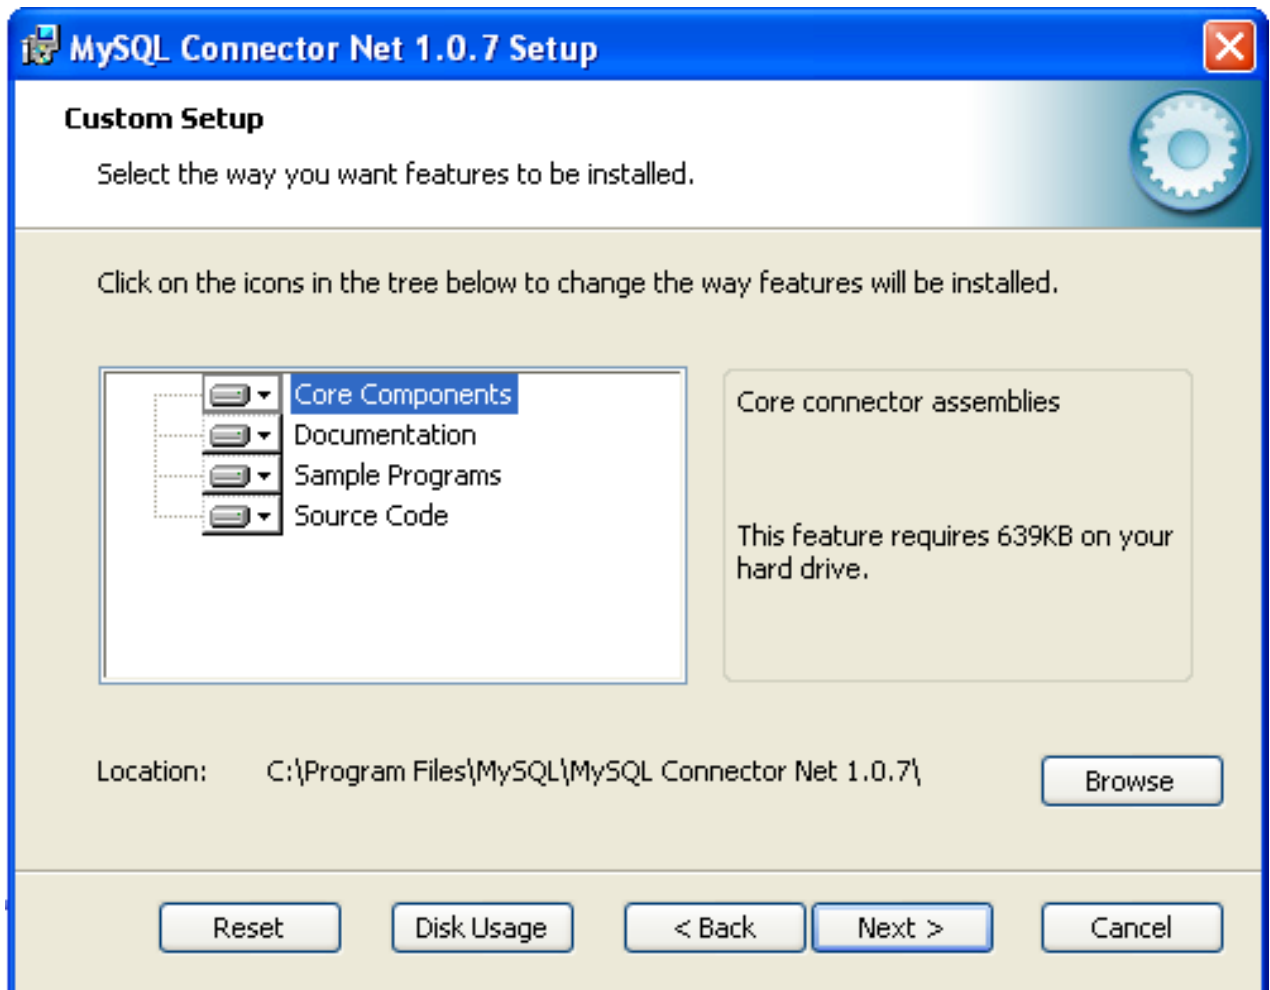 MySQL Connector Net 1.0.7 Setup
Custom Setup
Select the way you want features to be installed.
Click on the icons in the tree below to change the way features will be installed.
Core Components
Documentation
Sample Programs
Source Code
Core connector assemblies
This feature requires 639KB on your
hard drive.
Location: C:\Program Files\MySQL\MySQL Connector Net 1.0.7\
Browse
Reset Disk Usage < Back Next > Cancel